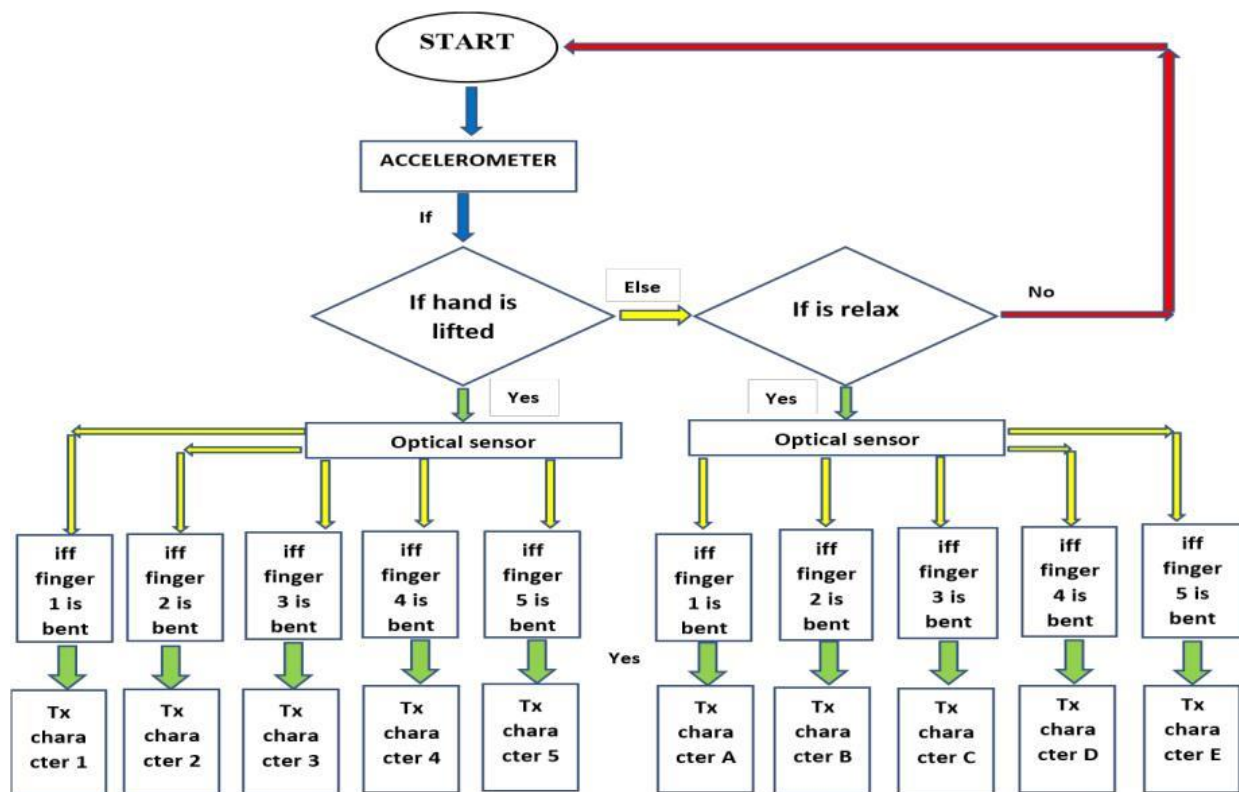 START
ACCELEROMETER
If
If hand is
lifted
Else
If is relax
No
Yes
Yes
Optical sensor
Optical sensor
iff
finger
1 is
bent
iff
finger
2 is
bent
iff
finger
3 is
bent
iff
finger
4 is
bent
iff
finger
5 is
bent
iff
finger
1 is
bent
iff
finger
2 is
bent
iff
finger
3 is
bent
iff
finger
4 is
bent
iff
finger
5 is
bent
Yes
Tx
chara
cter 1
Tx
chara
cter 2
Tx
chara
cter 3
Tx
chara
cter 4
Tx
chara
cter 5
Tx
chara
cter A
Tx
chara
cter B
Tx
chara
cter C
Tx
chara
cter D
Tx
chara
cter E